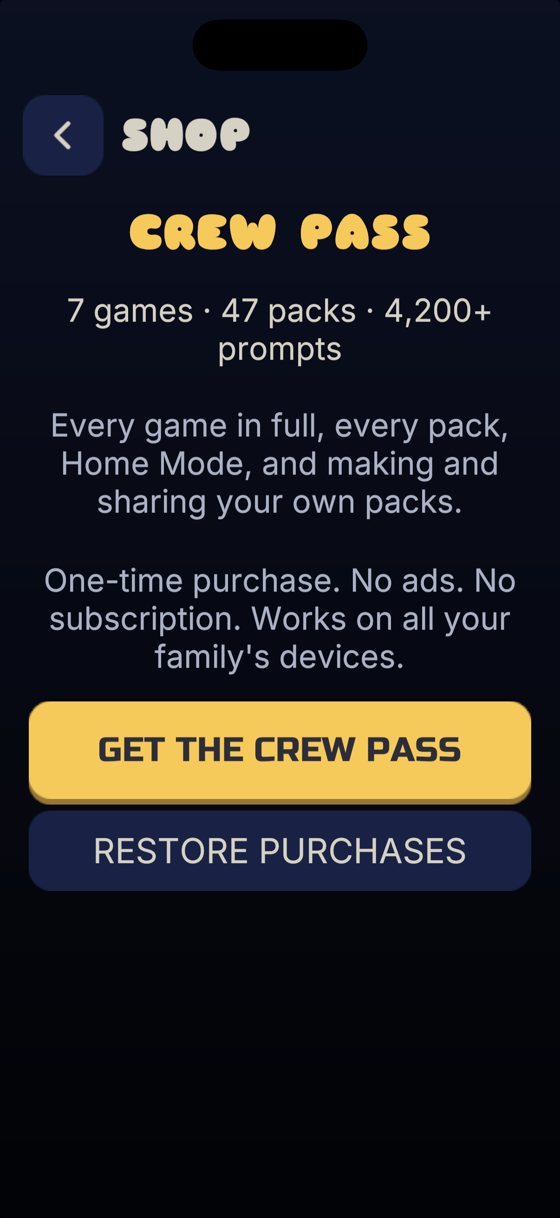 SHOP
CREW PASS
7 games · 47 packs · 4,200+
prompts
Every game in full, every pack,
Home Mode, and making and
sharing your own packs.
One-time purchase. No ads. No
subscription. Works on all your
family's devices.
GET THE CREW PASS
RESTORE PURCHASES